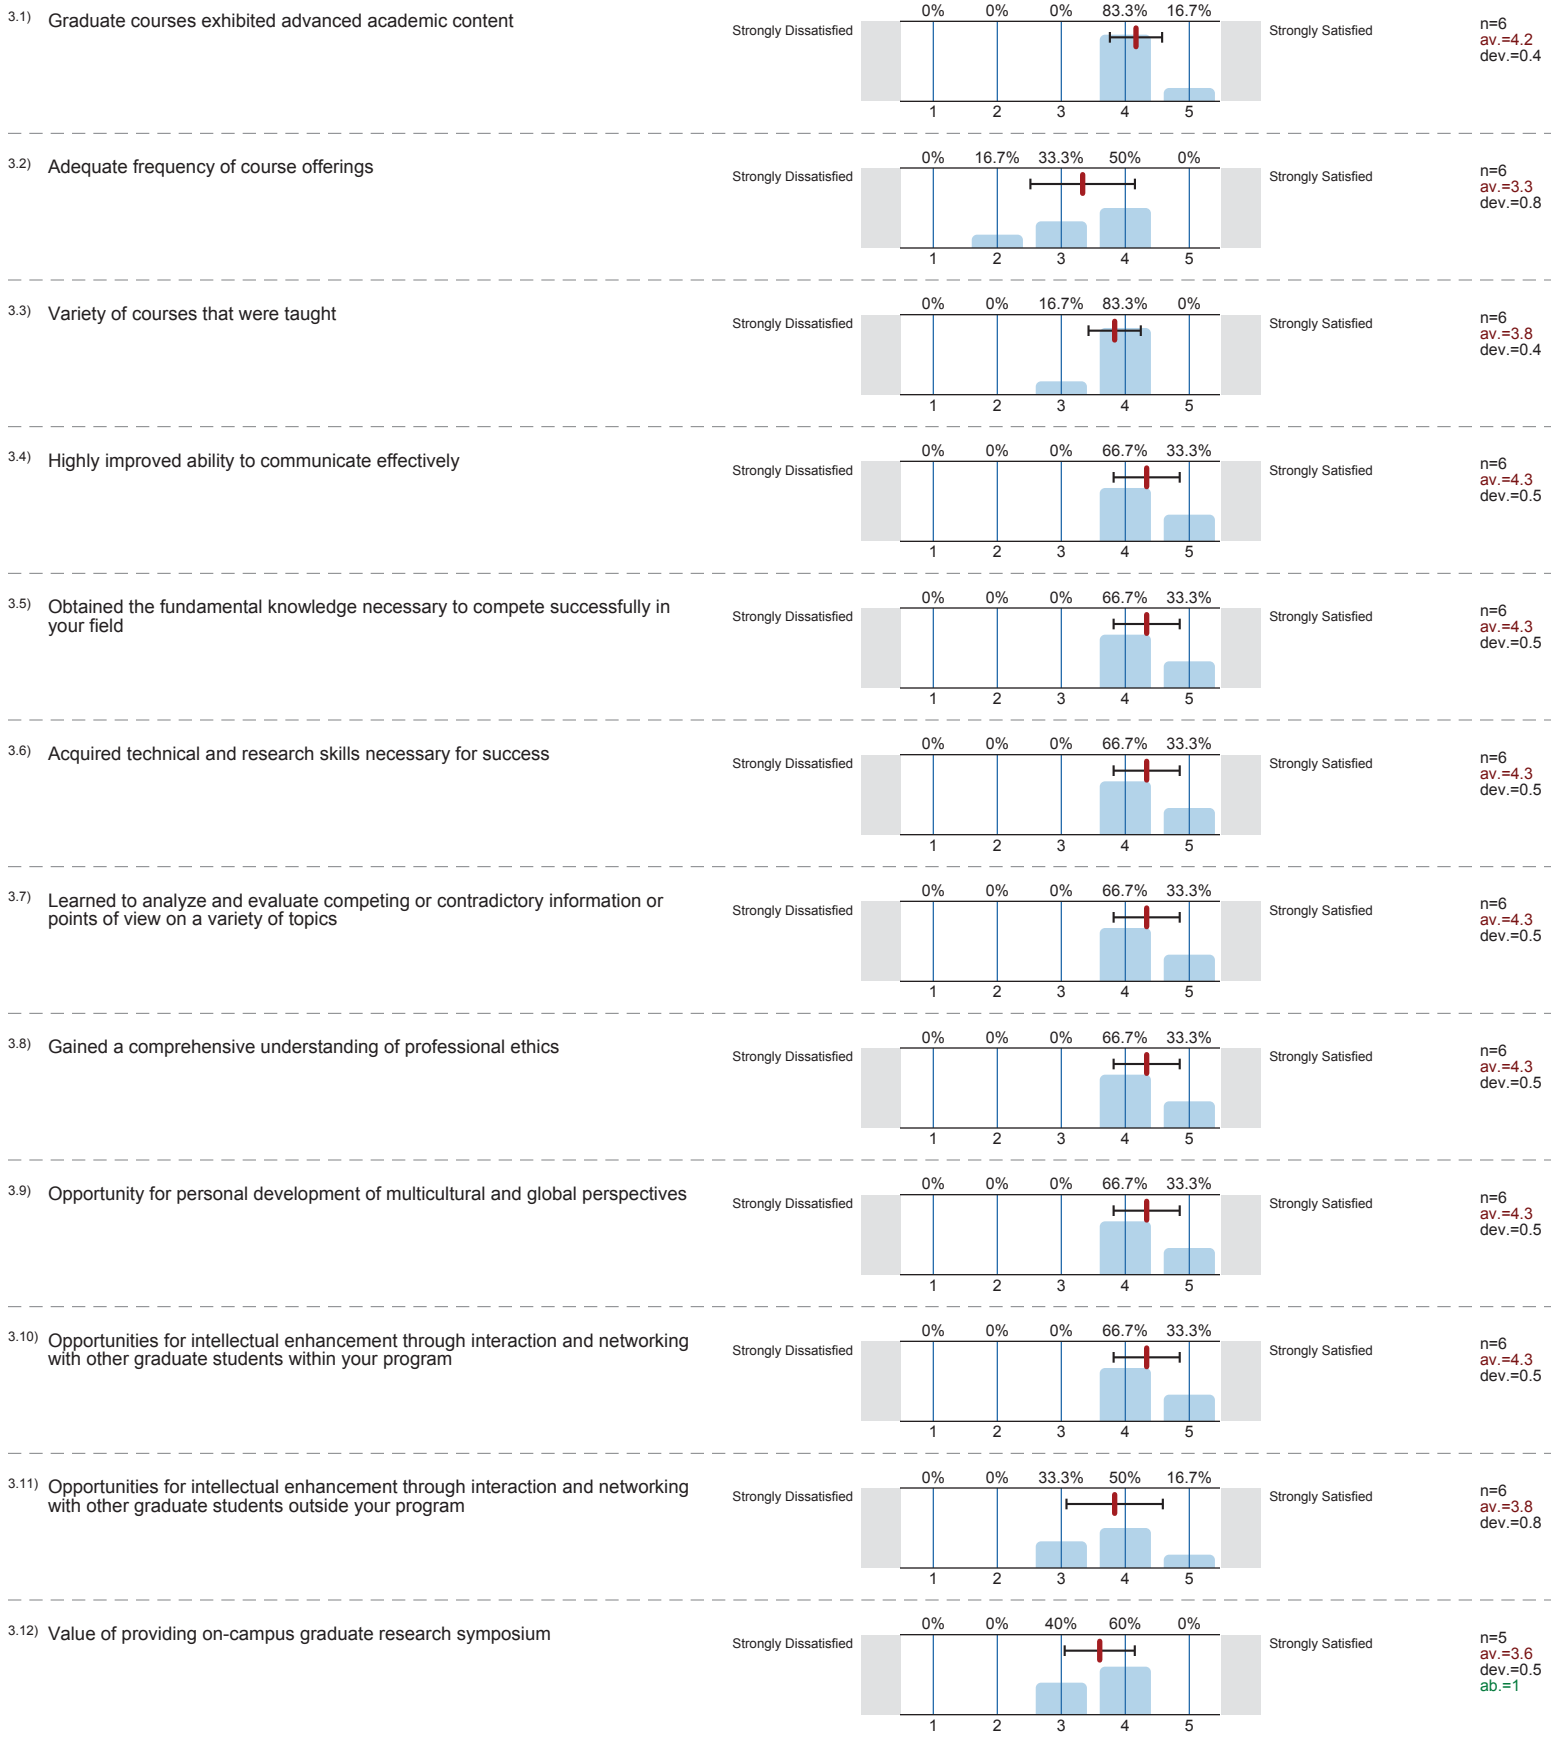 3.1) Graduate courses exhibited advanced academic content
0% 0% 0% 83.3% 16.7%
Strongly Dissatisfied Strongly Satisfied
n=6
av.=4.2
dev.=0.4
1 2 3 4 5
3.2) Adequate frequency of course offerings
0% 16.7% 33.3% 50% 0%
Strongly Dissatisfied Strongly Satisfied
n=6
av.=3.3
dev.=0.8
1 2 3 4 5
3.3) Variety of courses that were taught
0% 0% 16.7% 83.3% 0%
Strongly Dissatisfied Strongly Satisfied
n=6
av.=3.8
dev.=0.4
1 2 3 4 5
3.4) Highly improved ability to communicate effectively
0% 0% 0% 66.7% 33.3%
Strongly Dissatisfied Strongly Satisfied
n=6
av.=4.3
dev.=0.5
1 2 3 4 5
3.5) Obtained the fundamental knowledge necessary to compete successfully in
your field
0% 0% 0% 66.7% 33.3%
Strongly Dissatisfied Strongly Satisfied
n=6
av.=4.3
dev.=0.5
1 2 3 4 5
3.6) Acquired technical and research skills necessary for success
0% 0% 0% 66.7% 33.3%
Strongly Dissatisfied Strongly Satisfied
n=6
av.=4.3
dev.=0.5
1 2 3 4 5
3.7) Learned to analyze and evaluate competing or contradictory information or
points of view on a variety of topics
0% 0% 0% 66.7% 33.3%
Strongly Dissatisfied Strongly Satisfied
n=6
av.=4.3
dev.=0.5
1 2 3 4 5
3.8) Gained a comprehensive understanding of professional ethics
0% 0% 0% 66.7% 33.3%
Strongly Dissatisfied Strongly Satisfied
n=6
av.=4.3
dev.=0.5
1 2 3 4 5
3.9) Opportunity for personal development of multicultural and global perspectives
0% 0% 0% 66.7% 33.3%
Strongly Dissatisfied Strongly Satisfied
n=6
av.=4.3
dev.=0.5
1 2 3 4 5
3.10) Opportunities for intellectual enhancement through interaction and networking
with other graduate students within your program
0% 0% 0% 66.7% 33.3%
Strongly Dissatisfied Strongly Satisfied
n=6
av.=4.3
dev.=0.5
1 2 3 4 5
3.11) Opportunities for intellectual enhancement through interaction and networking
with other graduate students outside your program
0% 0% 33.3% 50% 16.7%
Strongly Dissatisfied Strongly Satisfied
n=6
av.=3.8
dev.=0.8
1 2 3 4 5
3.12) Value of providing on-campus graduate research symposium
0% 0% 40% 60% 0%
Strongly Dissatisfied Strongly Satisfied
n=5
av.=3.6
dev.=0.5
ab.=1
1 2 3 4 5